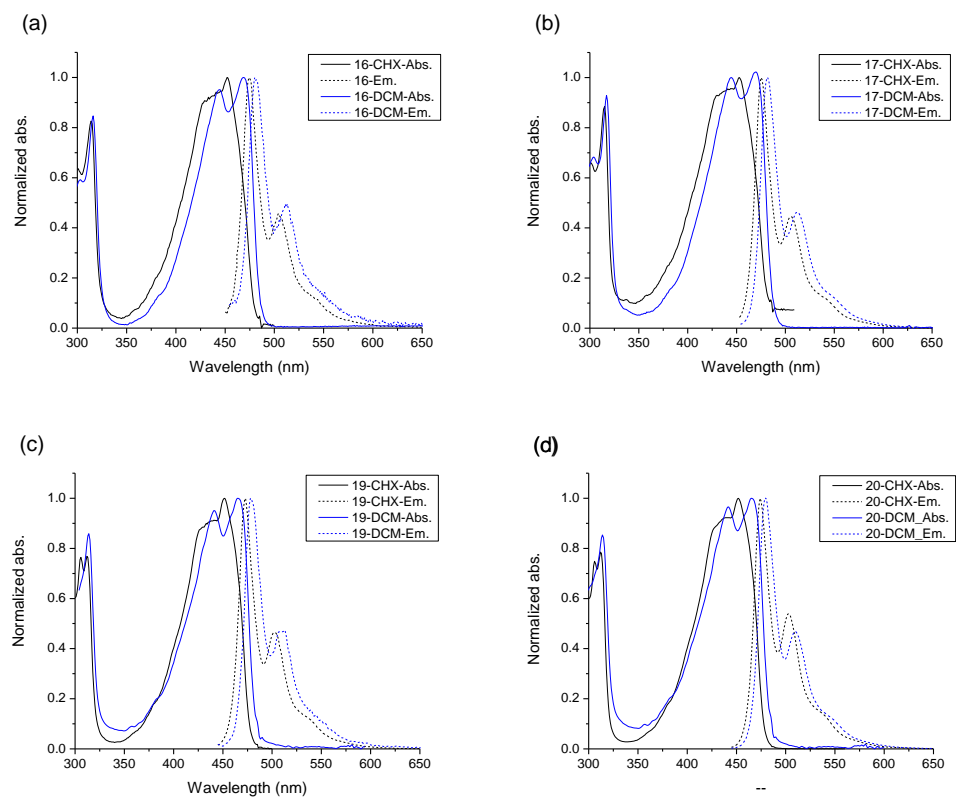 (a)
16-CHX-Abs.
16-Em.
16-DCM-Abs.
16-DCM-Em.
Normalized abs.
1.0
0.8
0.6
0.4
0.2
0.0
300 350 400 450 500 550 600 650
Wavelength (nm)
(b)
17-CHX-Abs.
17-CHX-Em.
17-DCM-Abs.
17-DCM-Em.
Normalized abs.
1.0
0.8
0.6
0.4
0.2
0.0
300 350 400 450 500 550 600 650
Wavelength (nm)
(c)
19-CHX-Abs.
19-CHX-Em.
19-DCM-Abs.
19-DCM-Em.
Normalized abs.
1.0
0.8
0.6
0.4
0.2
0.0
300 350 400 450 500 550 600 650
Wavelength (nm)
(d)
20-CHX-Abs.
20-CHX-Em.
20-DCM_Abs.
20-DCM_Em.
Normalized abs.
1.0
0.8
0.6
0.4
0.2
0.0
300 350 400 450 500 550 600 650
--